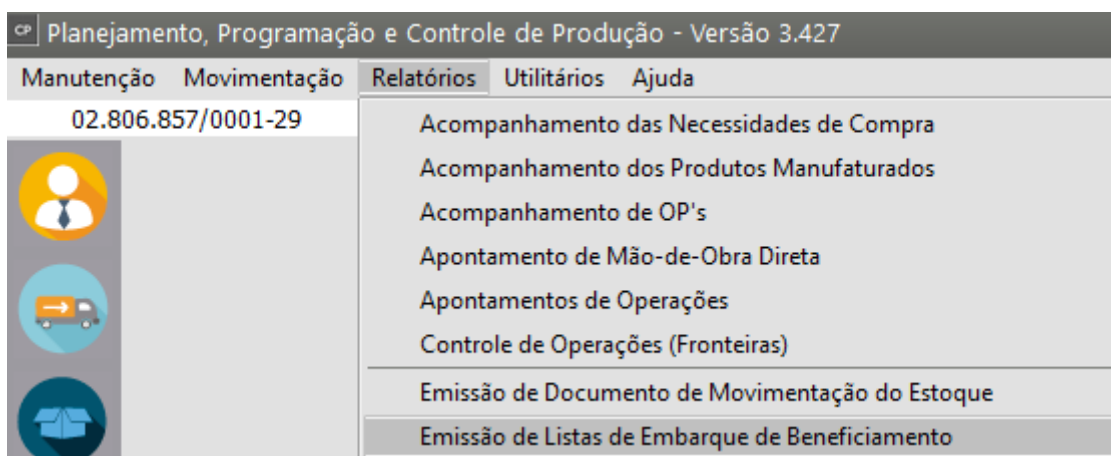 CP Planejamento, Programação e Controle de Produção - Versão 3.427
Manutenção Movimentação Relatórios Utilitários Ajuda
02.806.857/0001-29
Acompanhamento das Necessidades de Compra
Acompanhamento dos Produtos Manufaturados
Acompanhamento de OP's
Apontamento de Mão-de-Obra Direta
Apontamentos de Operações
Controle de Operações (Fronteiras)
Emissão de Documento de Movimentação do Estoque
Emissão de Listas de Embarque de Beneficiamento